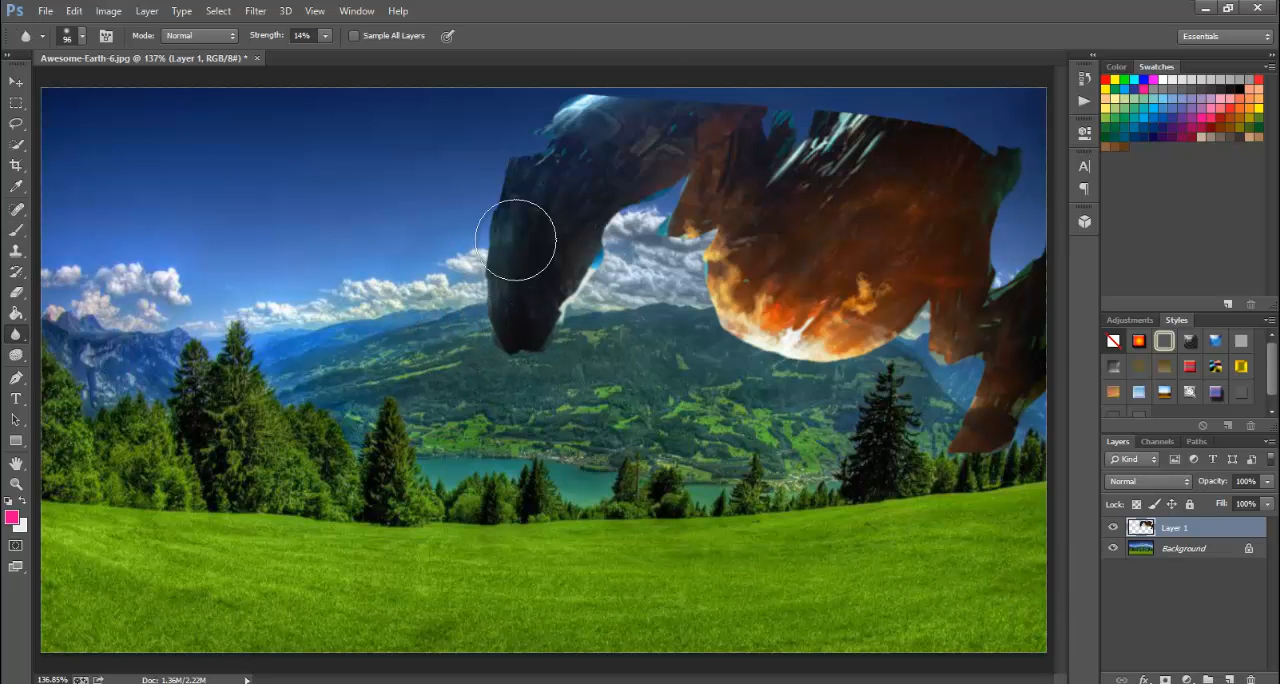 Ps File Edit Image Layer Type Select Filter 3D View Window Help
96 Mode: Normal Strength: 14% Sample All Layers Essentials
Awesome-Earth-6.jpg @ 137% (Layer 1, RGB/8#) * ×
Color Swatches
Adjustments Styles
Layers Channels Paths
Kind
Normal Opacity: 100%
Lock: Fill: 100%
Layer 1
Background
136.85% Doc: 1.36M/2.22M